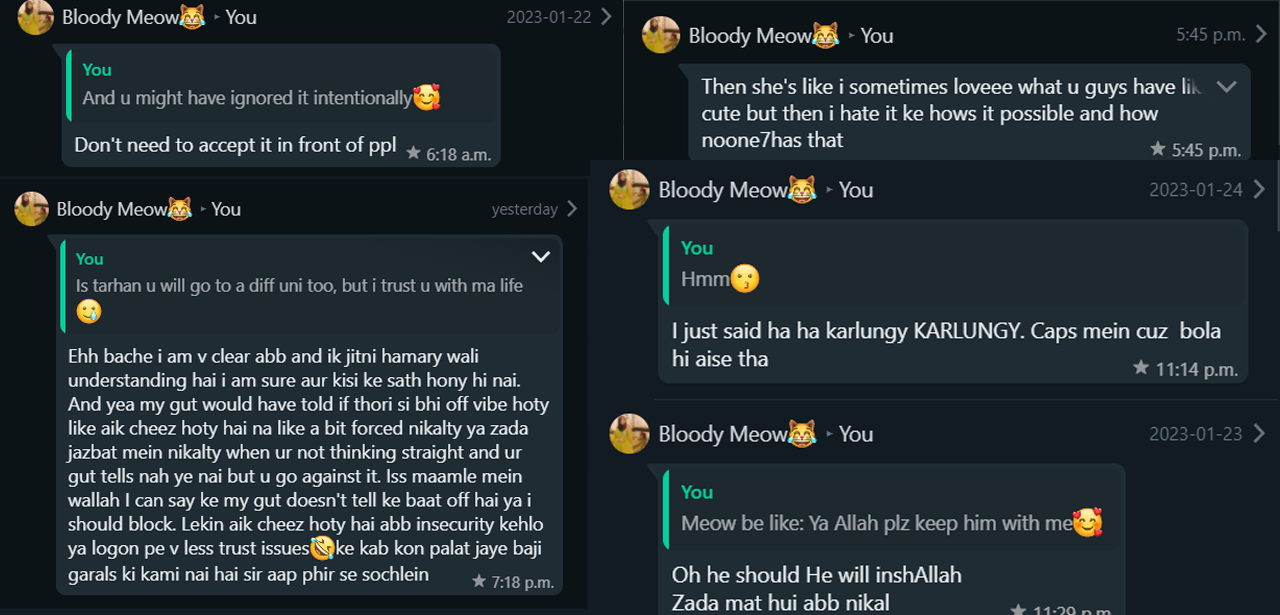 Bloody Meow😹 ▸ You
2023-01-22
You
And u might have ignored it intentionally🥰
Don't need to accept it in front of ppl
★ 6:18 a.m.
Bloody Meow😹 ▸ You
yesterday
You
Is tarhan u will go to a diff uni too, but i trust u with ma life
🥲
Ehh bache i am v clear abb and ik jitni hamary wali
understanding hai i am sure aur kisi ke sath hony hi nai.
And yea my gut would have told if thori si bhi off vibe hoty
like aik cheez hoty hai na like a bit forced nikalty ya zada
jazbat mein nikalty when ur not thinking straight and ur
gut tells nah ye nai but u go against it. Iss maamle mein
wallah I can say ke my gut doesn't tell ke baat off hai ya i
should block. Lekin aik cheez hoty hai abb insecurity kehlo
ya logon pe v less trust issues🤣ke kab kon palat jaye baji
garals ki kami nai hai sir aap phir se sochlein
★ 7:18 p.m.
Bloody Meow😹 ▸ You
5:45 p.m.
Then she's like i sometimes loveee what u guys have
cute but then i hate it ke hows it possible and how
noone7has that
★ 5:45 p.m.
Bloody Meow😹 ▸ You
2023-01-24
You
Hmm😗
I just said ha ha karlungy KARLUNGY. Caps mein cuz bola
hi aise tha
★ 11:14 p.m.
Bloody Meow😹 ▸ You
2023-01-23
You
Meow be like: Ya Allah plz keep him with me🥰
Oh he should He will inshAllah
Zada mat hui abb nikal
★ 11:29 p.m.